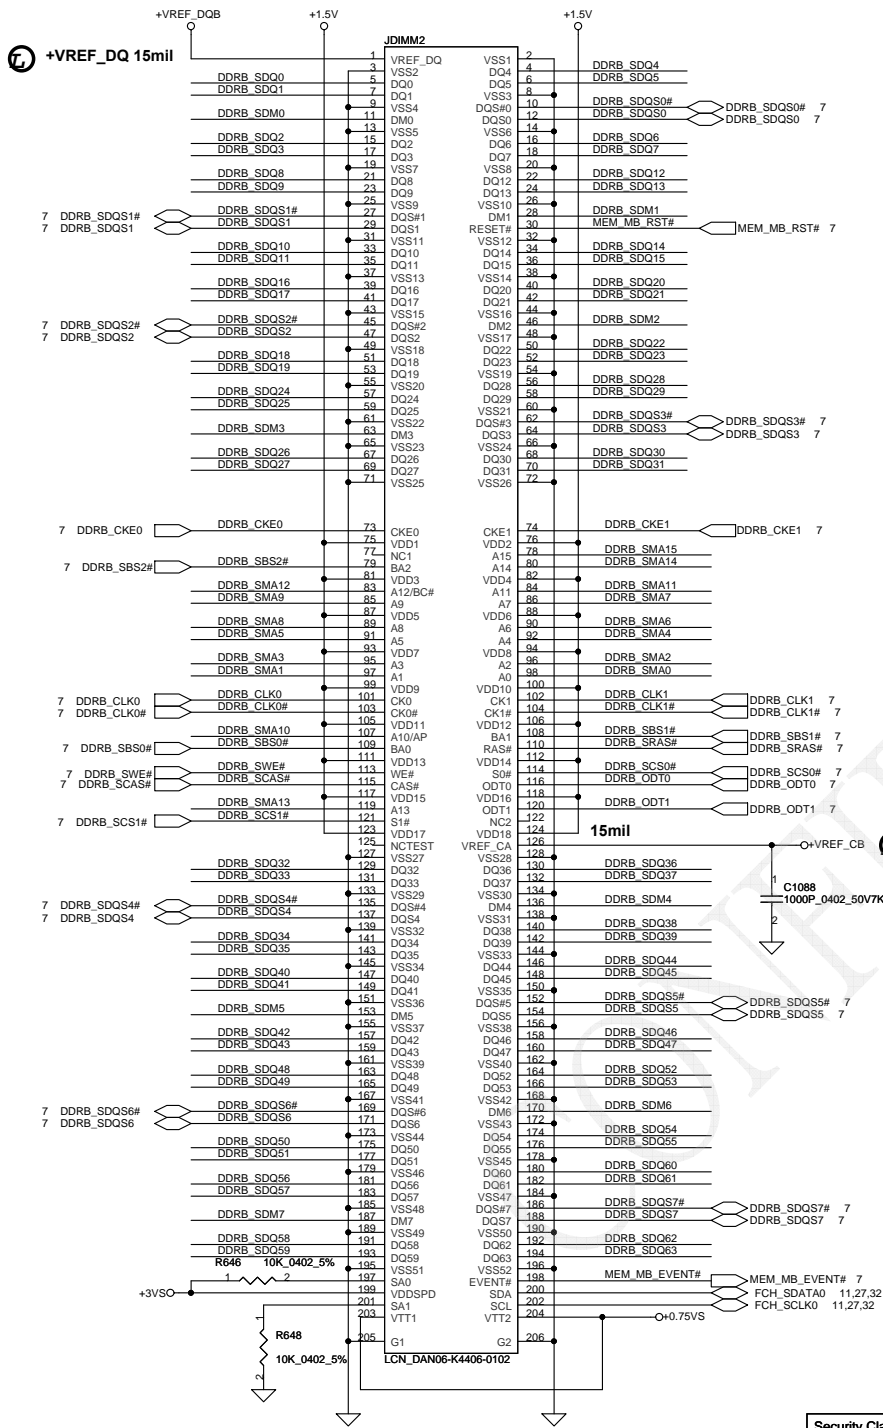 +VREF_DQB +1.5V +1.5V
JDIMM2
+VREF_DQ 15mil
1 VREF_DQ VSS1 2
3 VSS2 DQ4 4 DDRB_SDQ4
DDRB_SDQ0 5 DQ0 DQ5 6 DDRB_SDQ5
DDRB_SDQ1 7 DQ1 VSS3 8
9 VSS4 DQS#0 10 DDRB_SDQS0# DDRB_SDQS0# 7
DDRB_SDM0 11 DM0 DQS0 12 DDRB_SDQS0 DDRB_SDQS0 7
13 VSS5 VSS6 14
DDRB_SDQ2 15 DQ2 DQ6 16 DDRB_SDQ6
DDRB_SDQ3 17 DQ3 DQ7 18 DDRB_SDQ7
19 VSS7 VSS8 20
DDRB_SDQ8 21 DQ8 DQ12 22 DDRB_SDQ12
DDRB_SDQ9 23 DQ9 DQ13 24 DDRB_SDQ13
25 VSS9 VSS10 26
7 DDRB_SDQS1# DDRB_SDQS1# 27 DQS#1 DM1 28 DDRB_SDM1
7 DDRB_SDQS1 DDRB_SDQS1 29 DQS1 RESET# 30 MEM_MB_RST# MEM_MB_RST# 7
31 VSS11 VSS12 32
DDRB_SDQ10 33 DQ10 DQ14 34 DDRB_SDQ14
DDRB_SDQ11 35 DQ11 DQ15 36 DDRB_SDQ15
37 VSS13 VSS14 38
DDRB_SDQ16 39 DQ16 DQ20 40 DDRB_SDQ20
DDRB_SDQ17 41 DQ17 DQ21 42 DDRB_SDQ21
43 VSS15 VSS16 44
7 DDRB_SDQS2# DDRB_SDQS2# 45 DQS#2 DM2 46 DDRB_SDM2
7 DDRB_SDQS2 DDRB_SDQS2 47 DQS2 VSS17 48
49 VSS18 DQ22 50 DDRB_SDQ22
DDRB_SDQ18 51 DQ18 DQ23 52 DDRB_SDQ23
DDRB_SDQ19 53 DQ19 VSS19 54
55 VSS20 DQ28 56 DDRB_SDQ28
DDRB_SDQ24 57 DQ24 DQ29 58 DDRB_SDQ29
DDRB_SDQ25 59 DQ25 VSS21 60
61 VSS22 DQS#3 62 DDRB_SDQS3# DDRB_SDQS3# 7
DDRB_SDM3 63 DM3 DQS3 64 DDRB_SDQS3 DDRB_SDQS3 7
65 VSS23 VSS24 66
DDRB_SDQ26 67 DQ26 DQ30 68 DDRB_SDQ30
DDRB_SDQ27 69 DQ27 DQ31 70 DDRB_SDQ31
71 VSS25 VSS26 72
7 DDRB_CKE0 DDRB_CKE0 73 CKE0 CKE1 74 DDRB_CKE1 DDRB_CKE1 7
75 VDD1 VDD2 76
77 NC1 A15 78 DDRB_SMA15
7 DDRB_SBS2# DDRB_SBS2# 79 BA2 A14 80 DDRB_SMA14
81 VDD3 VDD4 82
DDRB_SMA12 83 A12/BC# A11 84 DDRB_SMA11
DDRB_SMA9 85 A9 A7 86 DDRB_SMA7
87 VDD5 VDD6 88
DDRB_SMA8 89 A8 A6 90 DDRB_SMA6
DDRB_SMA5 91 A5 A4 92 DDRB_SMA4
93 VDD7 VDD8 94
DDRB_SMA3 95 A3 A2 96 DDRB_SMA2
DDRB_SMA1 97 A1 A0 98 DDRB_SMA0
99 VDD9 VDD10 100
7 DDRB_CLK0 DDRB_CLK0 101 CK0 CK1 102 DDRB_CLK1 DDRB_CLK1 7
7 DDRB_CLK0# DDRB_CLK0# 103 CK0# CK1# 104 DDRB_CLK1# DDRB_CLK1# 7
105 VDD11 VDD12 106
DDRB_SMA10 107 A10/AP BA1 108 DDRB_SBS1# DDRB_SBS1# 7
7 DDRB_SBS0# DDRB_SBS0# 109 BA0 RAS# 110 DDRB_SRAS# DDRB_SRAS# 7
111 VDD13 VDD14 112
7 DDRB_SWE# DDRB_SWE# 113 WE# S0# 114 DDRB_SCS0# DDRB_SCS0# 7
7 DDRB_SCAS# DDRB_SCAS# 115 CAS# ODT0 116 DDRB_ODT0 DDRB_ODT0 7
117 VDD15 VDD16 118
DDRB_SMA13 119 A13 ODT1 120 DDRB_ODT1 DDRB_ODT1 7
7 DDRB_SCS1# DDRB_SCS1# 121 S1# NC2 122
123 VDD17 VDD18 124 15mil
125 NCTEST VREF_CA 126 +VREF_CB
127 VSS27 VSS28 128
DDRB_SDQ32 129 DQ32 DQ36 130 DDRB_SDQ36
DDRB_SDQ33 131 DQ33 DQ37 132 DDRB_SDQ37
1 C1088
1000P_0402_50V7K
2
133 VSS29 VSS30 134
7 DDRB_SDQS4# DDRB_SDQS4# 135 DQS#4 DM4 136 DDRB_SDM4
7 DDRB_SDQS4 DDRB_SDQS4 137 DQS4 VSS31 138
139 VSS32 DQ38 140 DDRB_SDQ38
DDRB_SDQ34 141 DQ34 DQ39 142 DDRB_SDQ39
DDRB_SDQ35 143 DQ35 VSS33 144
145 VSS34 DQ44 146 DDRB_SDQ44
DDRB_SDQ40 147 DQ40 DQ45 148 DDRB_SDQ45
DDRB_SDQ41 149 DQ41 VSS35 150
151 VSS36 DQS#5 152 DDRB_SDQS5# DDRB_SDQS5# 7
DDRB_SDM5 153 DM5 DQS5 154 DDRB_SDQS5 DDRB_SDQS5 7
155 VSS37 VSS38 156
DDRB_SDQ42 157 DQ42 DQ46 158 DDRB_SDQ46
DDRB_SDQ43 159 DQ43 DQ47 160 DDRB_SDQ47
161 VSS39 VSS40 162
DDRB_SDQ48 163 DQ48 DQ52 164 DDRB_SDQ52
DDRB_SDQ49 165 DQ49 DQ53 166 DDRB_SDQ53
167 VSS41 VSS42 168
7 DDRB_SDQS6# DDRB_SDQS6# 169 DQS#6 DM6 170 DDRB_SDM6
7 DDRB_SDQS6 DDRB_SDQS6 171 DQS6 VSS43 172
173 VSS44 DQ54 174 DDRB_SDQ54
DDRB_SDQ50 175 DQ50 DQ55 176 DDRB_SDQ55
DDRB_SDQ51 177 DQ51 VSS45 178
179 VSS46 DQ60 180 DDRB_SDQ60
DDRB_SDQ56 181 DQ56 DQ61 182 DDRB_SDQ61
DDRB_SDQ57 183 DQ57 VSS47 184
185 VSS48 DQS#7 186 DDRB_SDQS7# DDRB_SDQS7# 7
DDRB_SDM7 187 DM7 DQS7 188 DDRB_SDQS7 DDRB_SDQS7 7
189 VSS49 VSS50 190
DDRB_SDQ58 191 DQ58 DQ62 192 DDRB_SDQ62
DDRB_SDQ59 193 DQ59 DQ63 194 DDRB_SDQ63
R646 10K_0402_5% 195 VSS51 VSS52 196
1 2 197 SA0 EVENT# 198 MEM_MB_EVENT# MEM_MB_EVENT# 7
+3VS 199 VDDSPD SDA 200 FCH_SDATA0 11,27,32
201 SA1 SCL 202 FCH_SCLK0 11,27,32
203 VTT1 VTT2 204 +0.75VS
1 R648
10K_0402_5%
2
205 G1 G2 206
LCN_DAN06-K4406-0102
CONFI
Security Cla